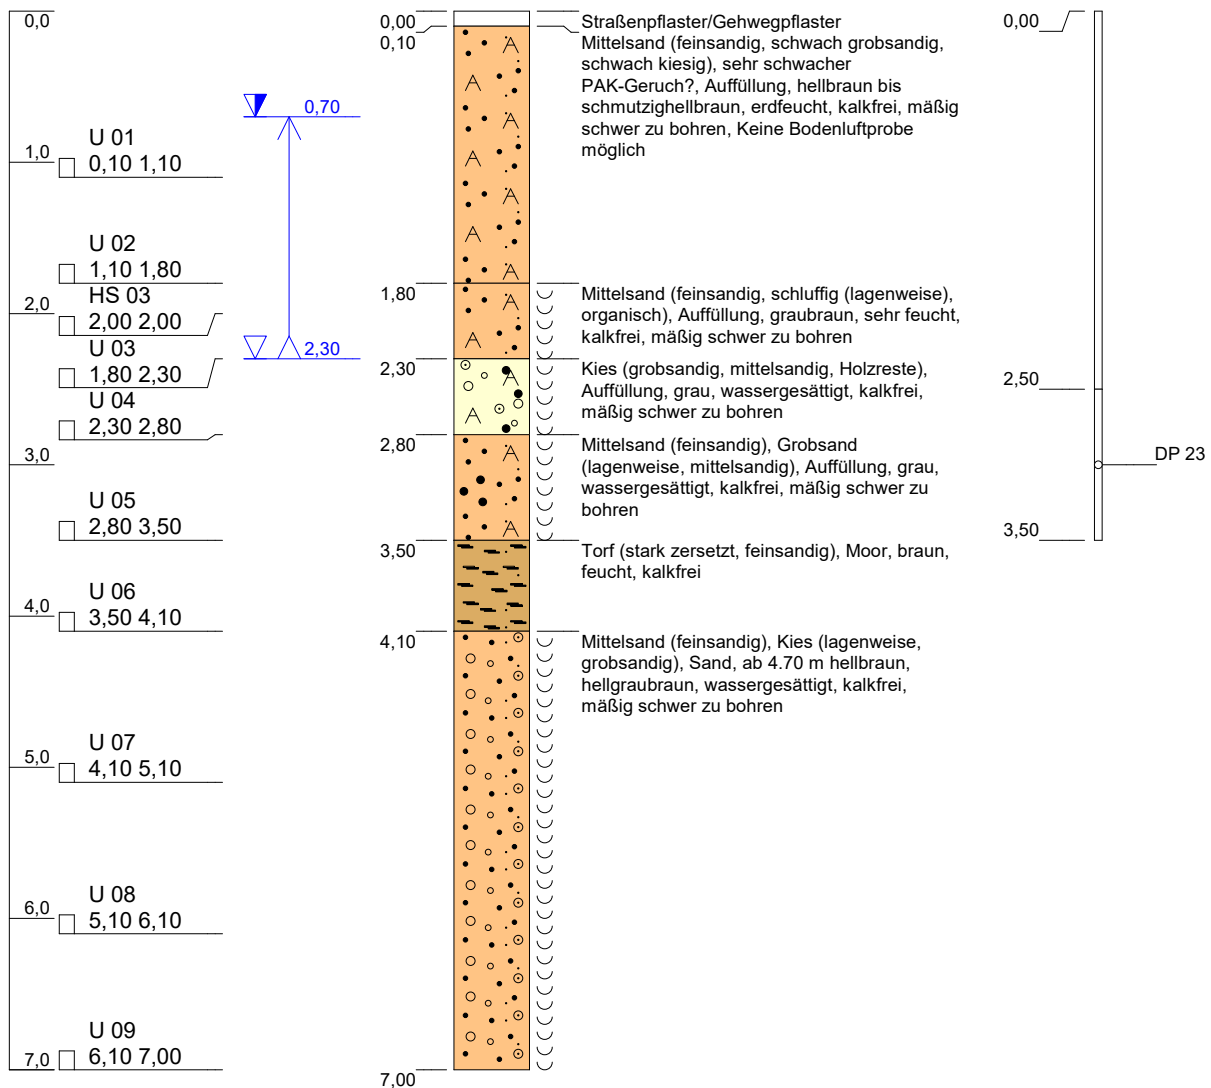 0,0
1,0
2,0
3,0
4,0
5,0
6,0
7,0
U 01
0,10 1,10
U 02
1,10 1,80
HS 03
2,00 2,00
U 03
1,80 2,30
U 04
2,30 2,80
U 05
2,80 3,50
U 06
3,50 4,10
U 07
4,10 5,10
U 08
5,10 6,10
U 09
6,10 7,00
0,70
2,30
0,00
Straßenpflaster/Gehwegpflaster
0,10
Mittelsand (feinsandig, schwach grobsandig,
schwach kiesig), sehr schwacher
PAK-Geruch?, Auffüllung, hellbraun bis
schmutzighellbraun, erdfeucht, kalkfrei, mäßig
schwer zu bohren, Keine Bodenluftprobe
möglich
1,80
Mittelsand (feinsandig, schluffig (lagenweise),
organisch), Auffüllung, graubraun, sehr feucht,
kalkfrei, mäßig schwer zu bohren
2,30
Kies (grobsandig, mittelsandig, Holzreste),
Auffüllung, grau, wassergesättigt, kalkfrei,
mäßig schwer zu bohren
2,80
Mittelsand (feinsandig), Grobsand
(lagenweise, mittelsandig), Auffüllung, grau,
wassergesättigt, kalkfrei, mäßig schwer zu
bohren
3,50
Torf (stark zersetzt, feinsandig), Moor, braun,
feucht, kalkfrei
4,10
Mittelsand (feinsandig), Kies (lagenweise,
grobsandig), Sand, ab 4.70 m hellbraun,
hellgraubraun, wassergesättigt, kalkfrei,
mäßig schwer zu bohren
7,00
0,00
2,50
DP 23
3,50